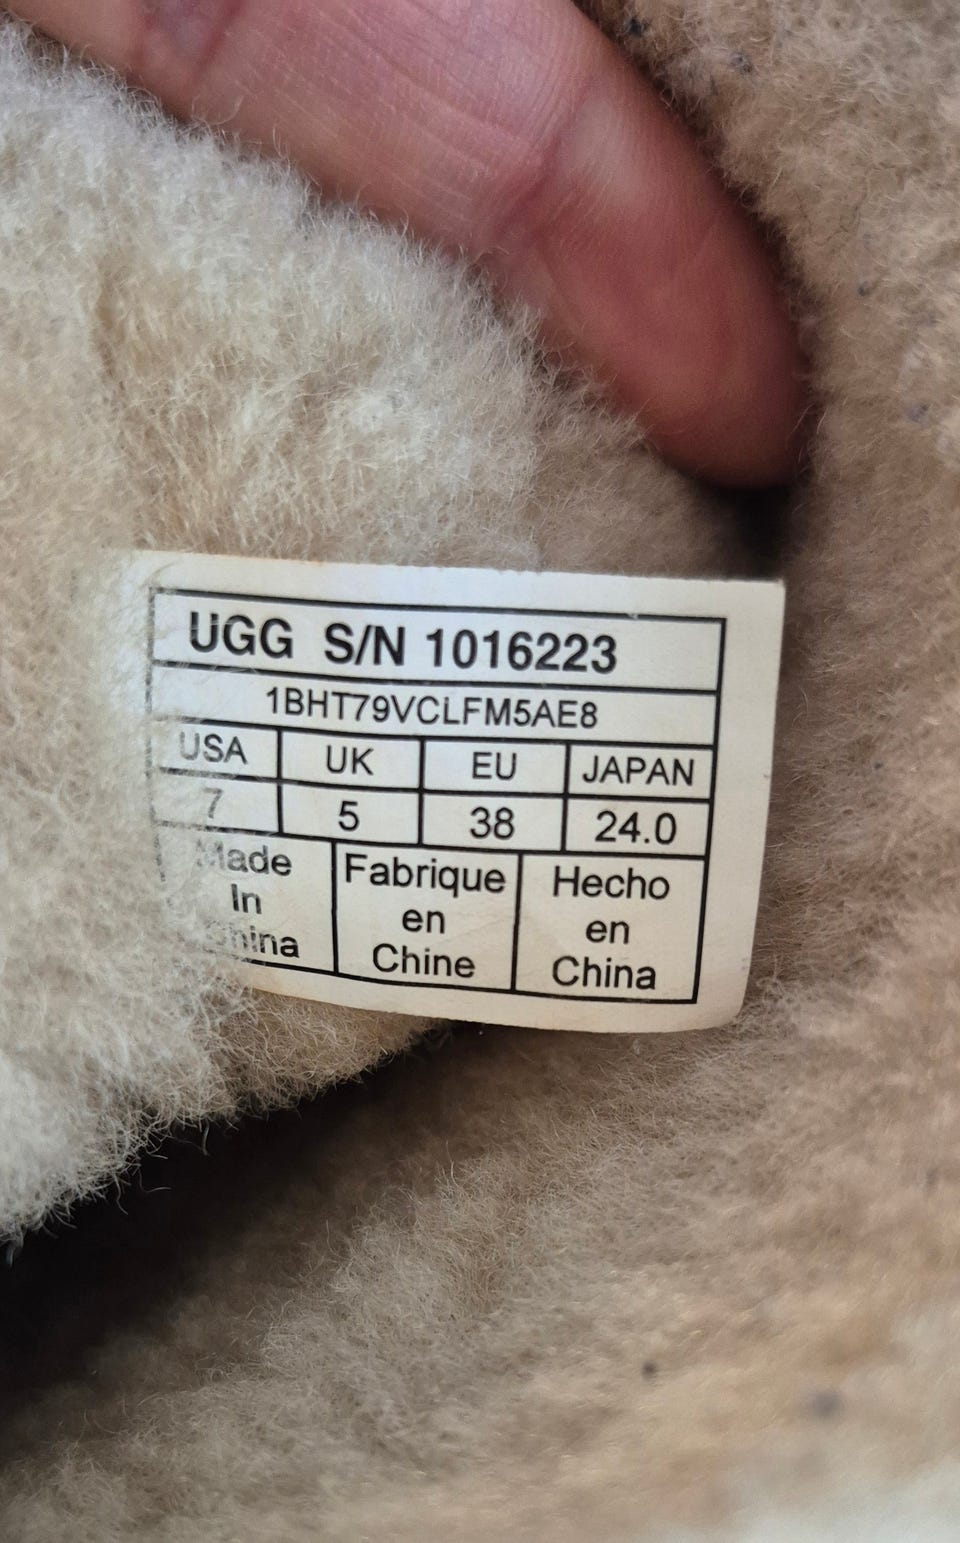 UGG S/N 1016223
1BHT79VCLFM5AE8
USA UK EU JAPAN
7 5 38 24.0
Made Fabrique Hecho
In en en
China Chine China